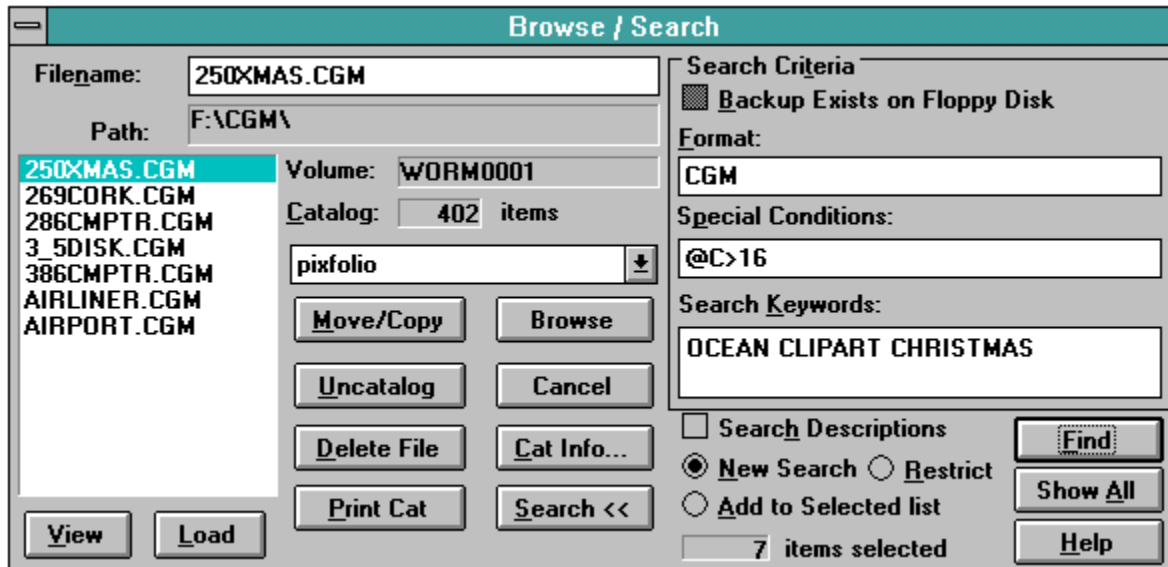 Browse / Search
Filename: 250XMAS.CGM
Path: F:\CGM\
250XMAS.CGM
269CORK.CGM
286CMPTR.CGM
3_5DISK.CGM
386CMPTR.CGM
AIRLINER.CGM
AIRPORT.CGM
View Load
Volume: WORM0001
Catalog: 402 items
pixfolio
Move/Copy Browse
Uncatalog Cancel
Delete File Cat Info...
Print Cat Search <<
Search Criteria
Backup Exists on Floppy Disk
Format:
CGM
Special Conditions:
@C>16
Search Keywords:
OCEAN CLIPART CHRISTMAS
Search Descriptions
New Search Restrict
Add to Selected list
7 items selected
Find
Show All
Help